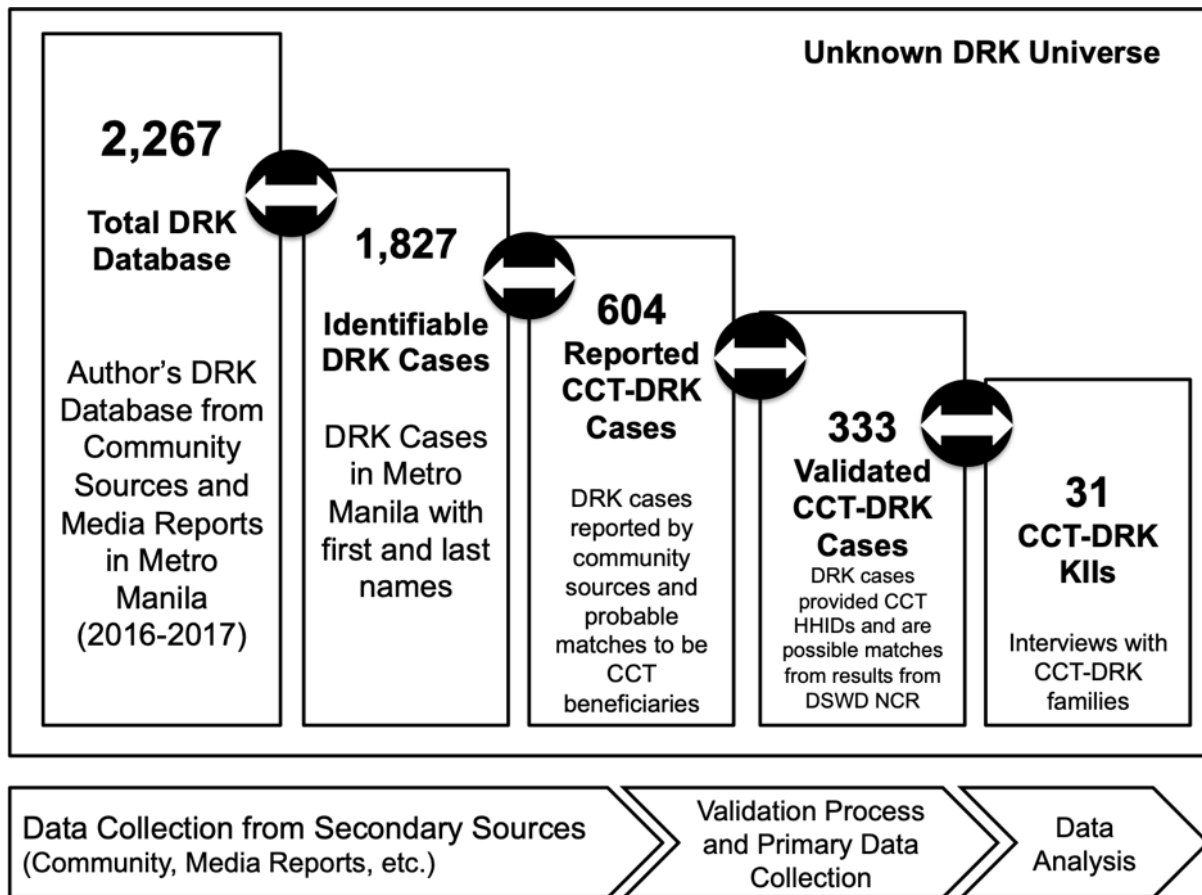 Unknown DRK Universe
2,267
Total DRK
Database
Author's DRK
Database from
Community
Sources and
Media Reports
in Metro
Manila
(2016-2017)
1,827
Identifiable
DRK Cases
DRK Cases
in Metro
Manila with
first and last
names
604
Reported
CCT-DRK
Cases
DRK cases
reported by
community
sources and
probable
matches to be
CCT
beneficiaries
333
Validated
CCT-DRK
Cases
DRK cases
provided CCT
HHIDs and are
possible matches
from results from
DSWD NCR
31
CCT-DRK
KIIs
Interviews with
CCT-DRK
families
Data Collection from Secondary Sources
(Community, Media Reports, etc.)
Validation Process
and Primary Data
Collection
Data
Analysis